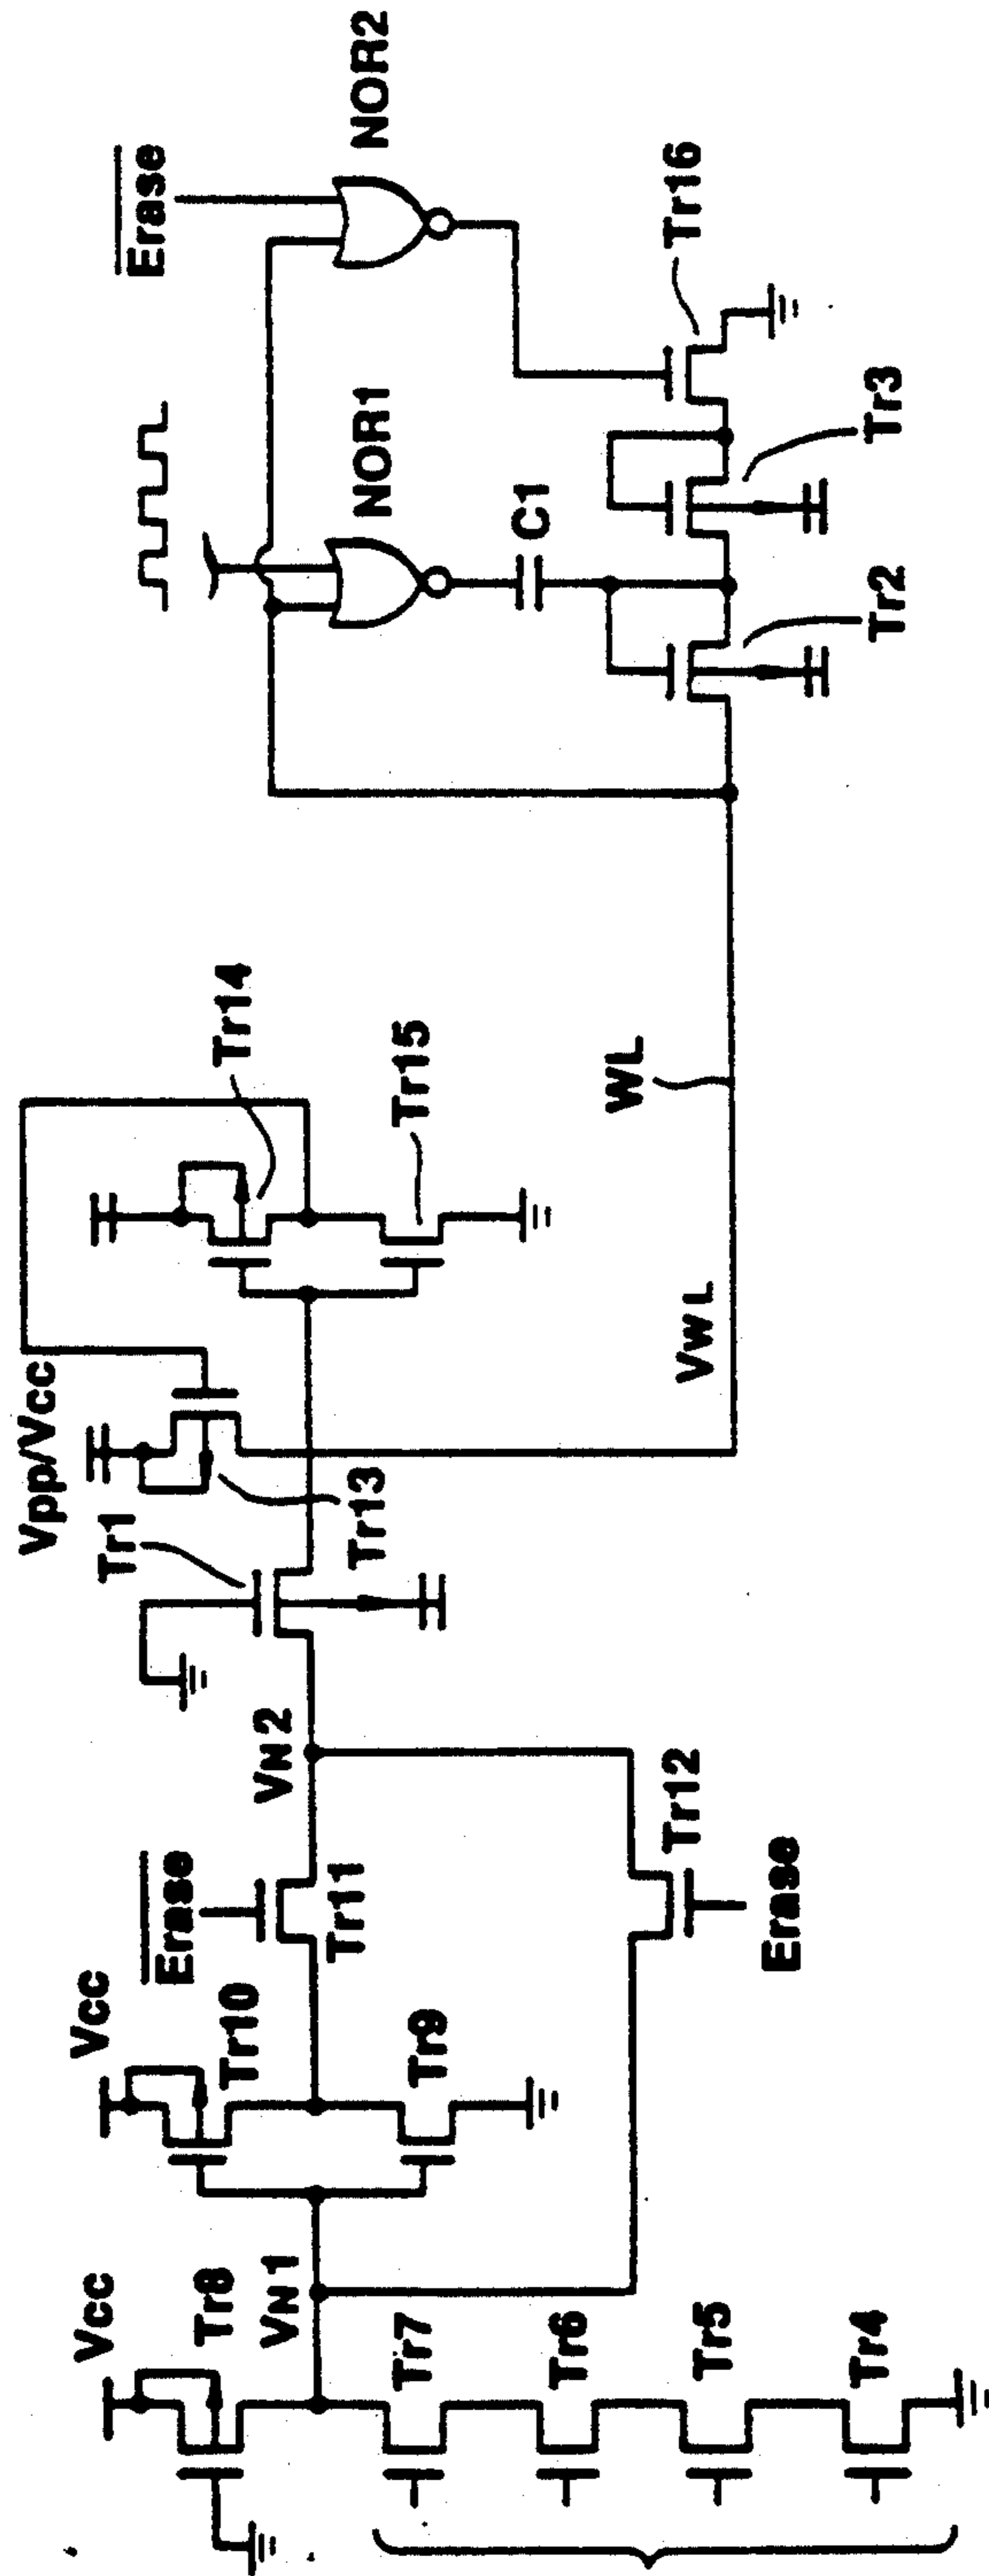 Vcc
Tr8
VN1
Tr7
Tr6
Tr5
Tr4
Vcc
Tr10
Tr9
Erase
Tr11
VN2
Tr12
Erase
Tr1
Vpp/Vcc
Tr13
Tr14
Tr15
VWL
WL
Erase
NOR2
NOR1
C1
Tr16
Tr3
Tr2